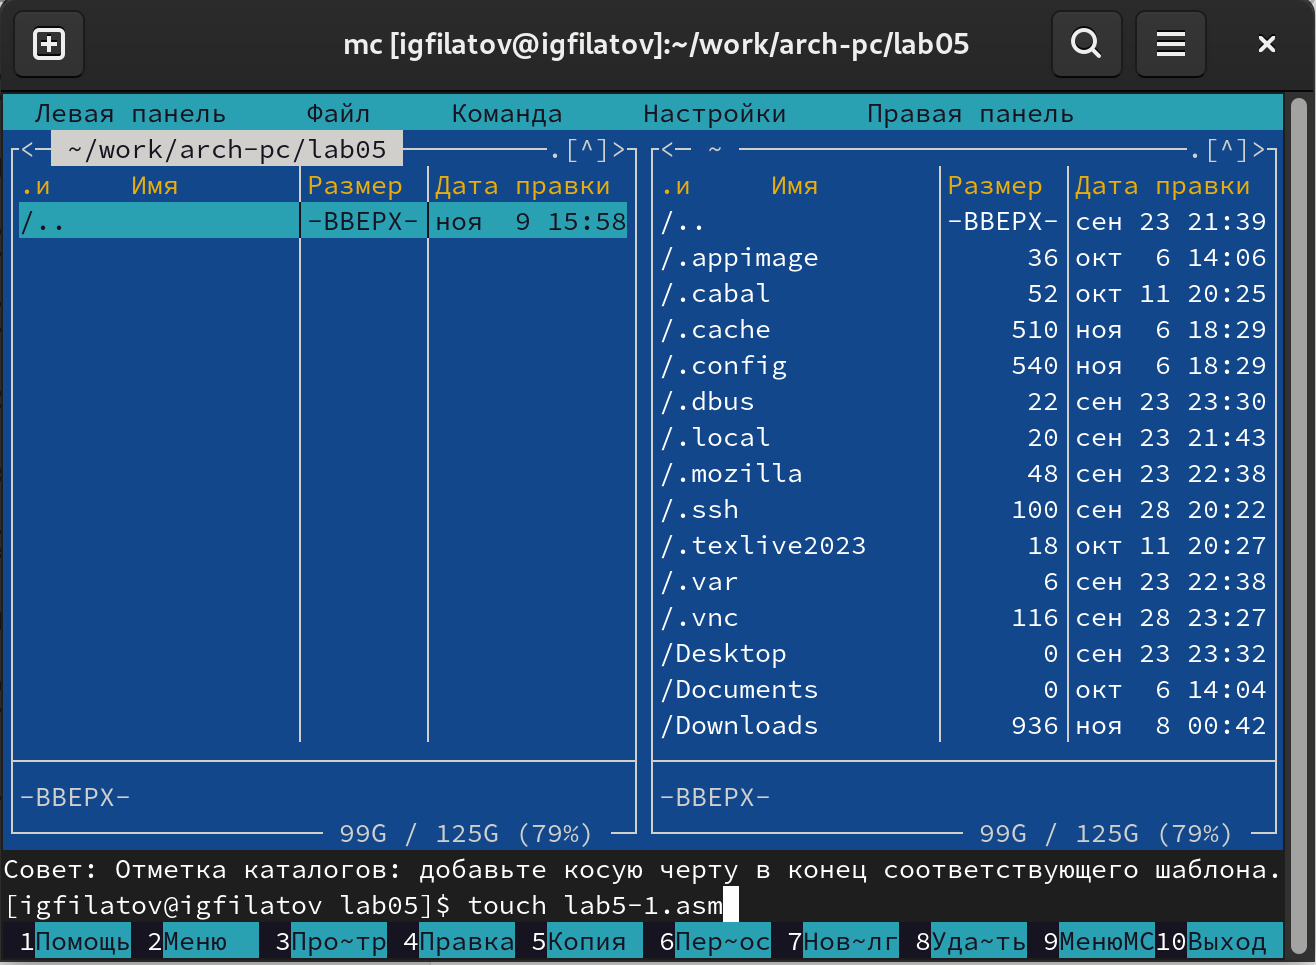 mc [igfilatov@igfilatov]:~/work/arch-pc/lab05
Левая панель Файл Команда Настройки Правая панель
<— ~/work/arch-pc/lab05 .[^]>
.и Имя Размер Дата правки
/.. -ВВЕРХ- ноя 9 15:58
-ВВЕРХ-
99G / 125G (79%)
<— ~ .[^]>
.и Имя Размер Дата правки
/.. -ВВЕРХ- сен 23 21:39
/.appimage 36 окт 6 14:06
/.cabal 52 окт 11 20:25
/.cache 510 ноя 6 18:29
/.config 540 ноя 6 18:29
/.dbus 22 сен 23 23:30
/.local 20 сен 23 21:43
/.mozilla 48 сен 23 22:38
/.ssh 100 сен 28 20:22
/.texlive2023 18 окт 11 20:27
/.var 6 сен 23 22:38
/.vnc 116 сен 28 23:27
/Desktop 0 сен 23 23:32
/Documents 0 окт 6 14:04
/Downloads 936 ноя 8 00:42
-ВВЕРХ-
99G / 125G (79%)
Совет: Отметка каталогов: добавьте косую черту в конец соответствующего шаблона.
[igfilatov@igfilatov lab05]$ touch lab5-1.asm
1Помощь 2Меню 3Про~тр 4Правка 5Копия 6Пер~ос 7Нов~лг 8Уда~ть 9МенюМС 10Выход